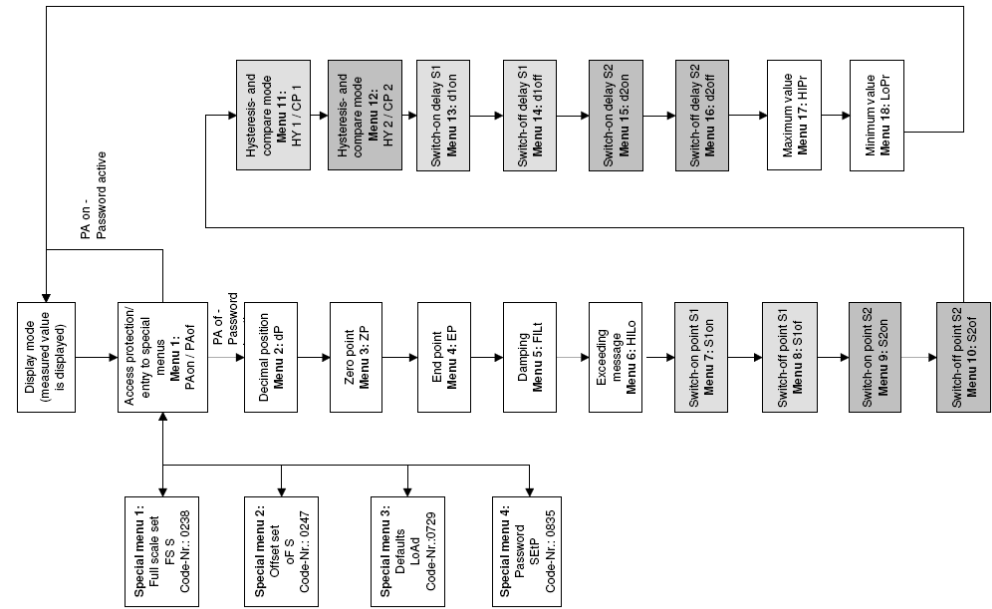 Display mode
(measured value
is displayed)
PA on -
Password active
Access protection/
entry to special
menus
Menu 1:
PAon / PAof
PA of -
Password
Decimal position
Menu 2: dP
Zero point
Menu 3: ZP
End point
Menu 4: EP
Damping
Menu 5: FILt
Exceeding
message
Menu 6: HILo
Switch-on point S1
Menu 7: S1on
Switch-off point S1
Menu 8: S1of
Switch-on point S2
Menu 9: S2on
Switch-off point S2
Menu 10: S2of
Hysteresis- and
compare mode
Menu 11:
HY 1 / CP 1
Hysteresis- and
compare mode
Menu 12:
HY 2 / CP 2
Switch-on delay S1
Menu 13: d1on
Switch-off delay S1
Menu 14: d1off
Switch-on delay S2
Menu 15: d2on
Switch-off delay S2
Menu 16: d2off
Maximum value
Menu 17: HIPr
Minimum value
Menu 18: LoPr
Special menu 1:
Full scale set
FS S
Code-Nr.: 0238
Special menu 2:
Offset set
oF S
Code-Nr.: 0247
Special menu 3:
Defaults
LoAd
Code-Nr.:0729
Special menu 4:
Password
SEtP
Code-Nr.: 0835